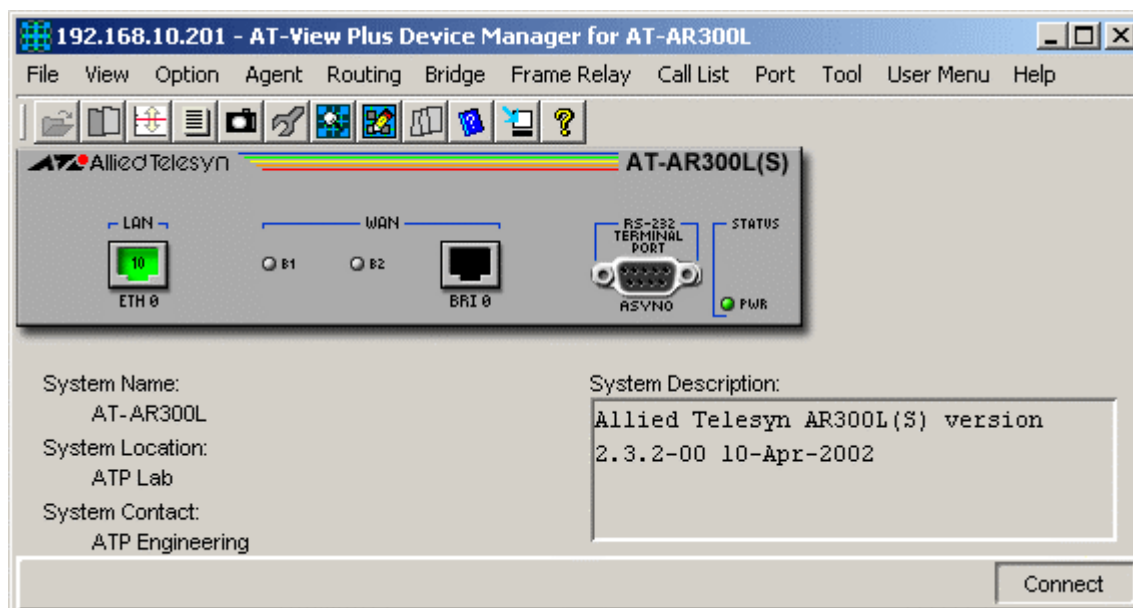 192.168.10.201 - AT-View Plus Device Manager for AT-AR300L
File View Option Agent Routing Bridge Frame Relay Call List Port Tool User Menu Help
Allied Telesyn AT-AR300L(S)
LAN WAN RS-232 TERMINAL PORT STATUS
10 B1 B2
ETH 0 BRI 0 ASYN0 PWR
System Name:
AT-AR300L
System Location:
ATP Lab
System Contact:
ATP Engineering
System Description:
Allied Telesyn AR300L(S) version
2.3.2-00 10-Apr-2002
Connect